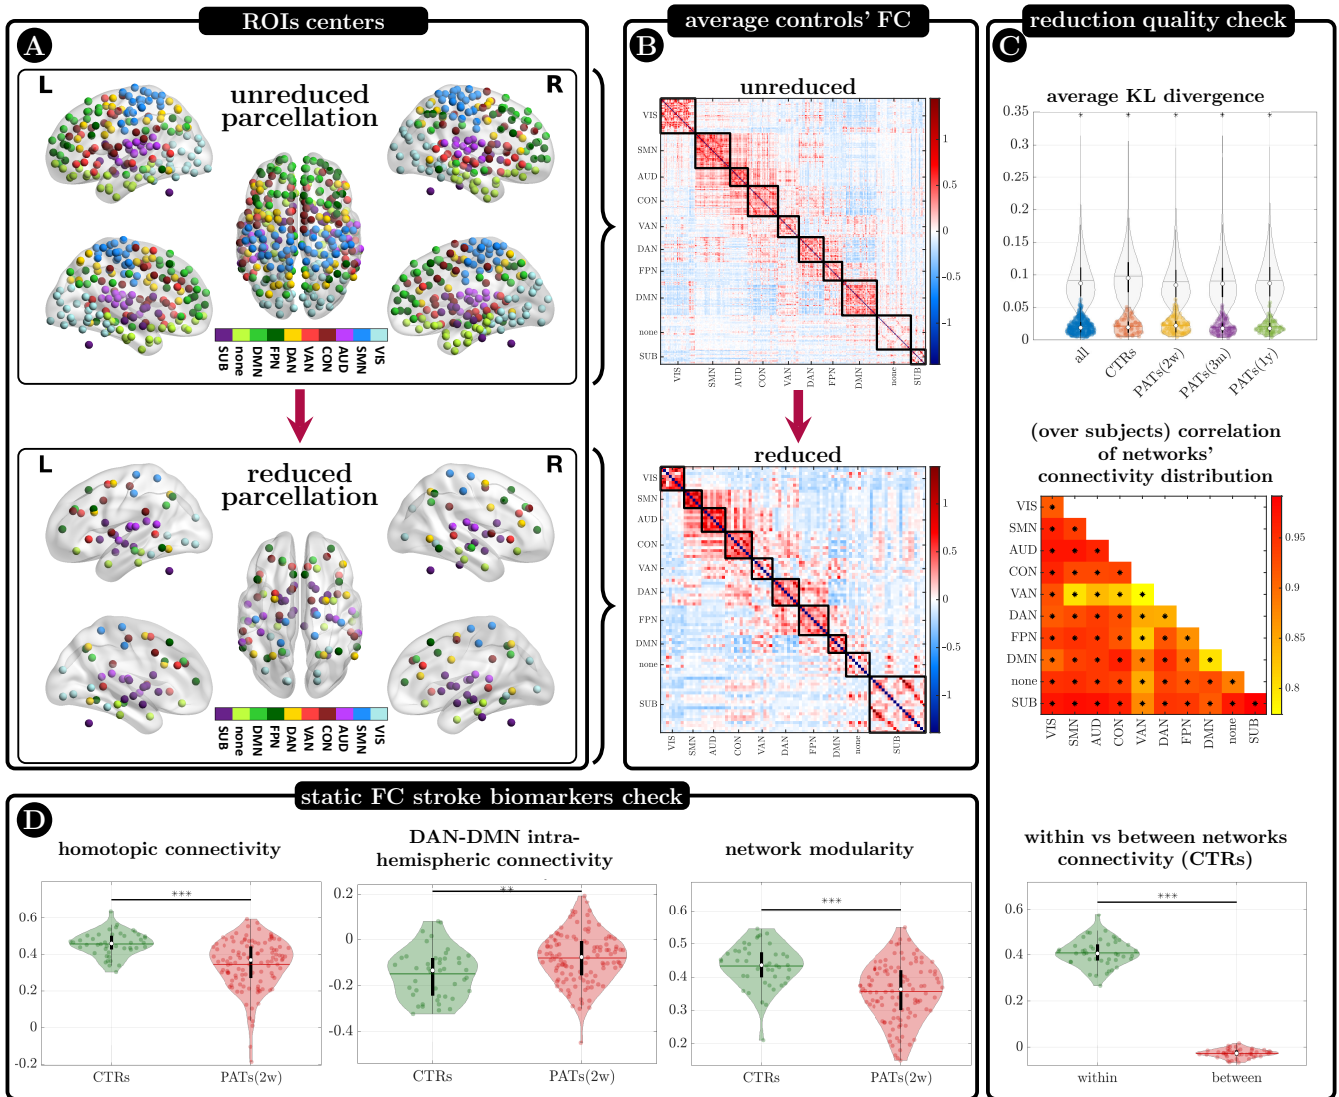 ROIs centers
A
L
R
unreduced
parcellation
SUB
none
DMN
FPN
DAN
VAN
CON
AUD
SMN
VIS
L
R
reduced
parcellation
SUB
none
DMN
FPN
DAN
VAN
CON
AUD
SMN
VIS
average controls' FC
B
unreduced
VIS
SMN
AUD
CON
VAN
DAN
FPN
DMN
none
SUB
VIS
SMN
AUD
CON
VAN
DAN
FPN
DMN
none
SUB
1
0.5
0
-0.5
-1
reduced
VIS
SMN
AUD
CON
VAN
DAN
FPN
DMN
none
SUB
VIS
SMN
AUD
CON
VAN
DAN
FPN
DMN
none
SUB
1
0.5
0
-0.5
-1
reduction quality check
C
average KL divergence
0.35
0.3
0.25
0.2
0.15
0.1
0.05
0
* * * * *
all
CTRs
PATs(2w)
PATs(3m)
PATs(1y)
(over subjects) correlation
of networks'
connectivity distribution
VIS
SMN
AUD
CON
VAN
DAN
FPN
DMN
none
SUB
VIS
SMN
AUD
CON
VAN
DAN
FPN
DMN
none
SUB
0.95
0.9
0.85
0.8
within vs between networks
connectivity (CTRs)
0.6
0.4
0.2
0
***
within
between
static FC stroke biomarkers check
D
homotopic connectivity
0.6
0.4
0.2
0
-0.2
***
CTRs
PATs(2w)
DAN-DMN intra-
hemispheric connectivity
0.2
0
-0.2
-0.4
**
CTRs
PATs(2w)
network modularity
0.6
0.5
0.4
0.3
0.2
***
CTRs
PATs(2w)